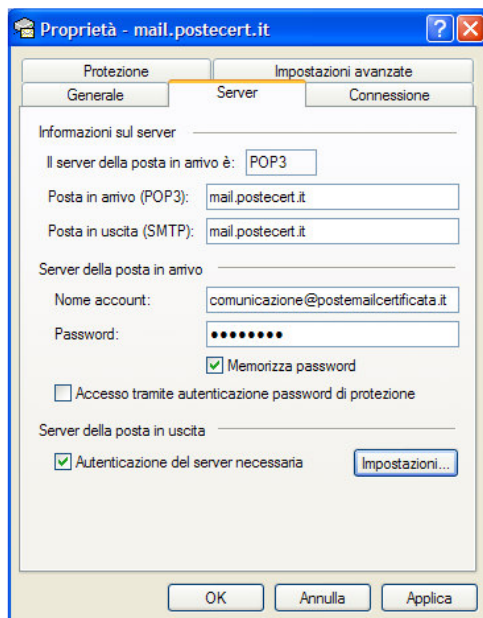 Proprietà - mail.postecert.it
Protezione Impostazioni avanzate
Generale Server Connessione
Informazioni sul server
Il server della posta in arrivo è: POP3
Posta in arrivo (POP3): mail.postecert.it
Posta in uscita (SMTP): mail.postecert.it
Server della posta in arrivo
Nome account: comunicazione@postemailcertificata.it
Password: ●●●●●●●●
Memorizza password
Accesso tramite autenticazione password di protezione
Server della posta in uscita
Autenticazione del server necessaria Impostazioni...
OK Annulla Applica